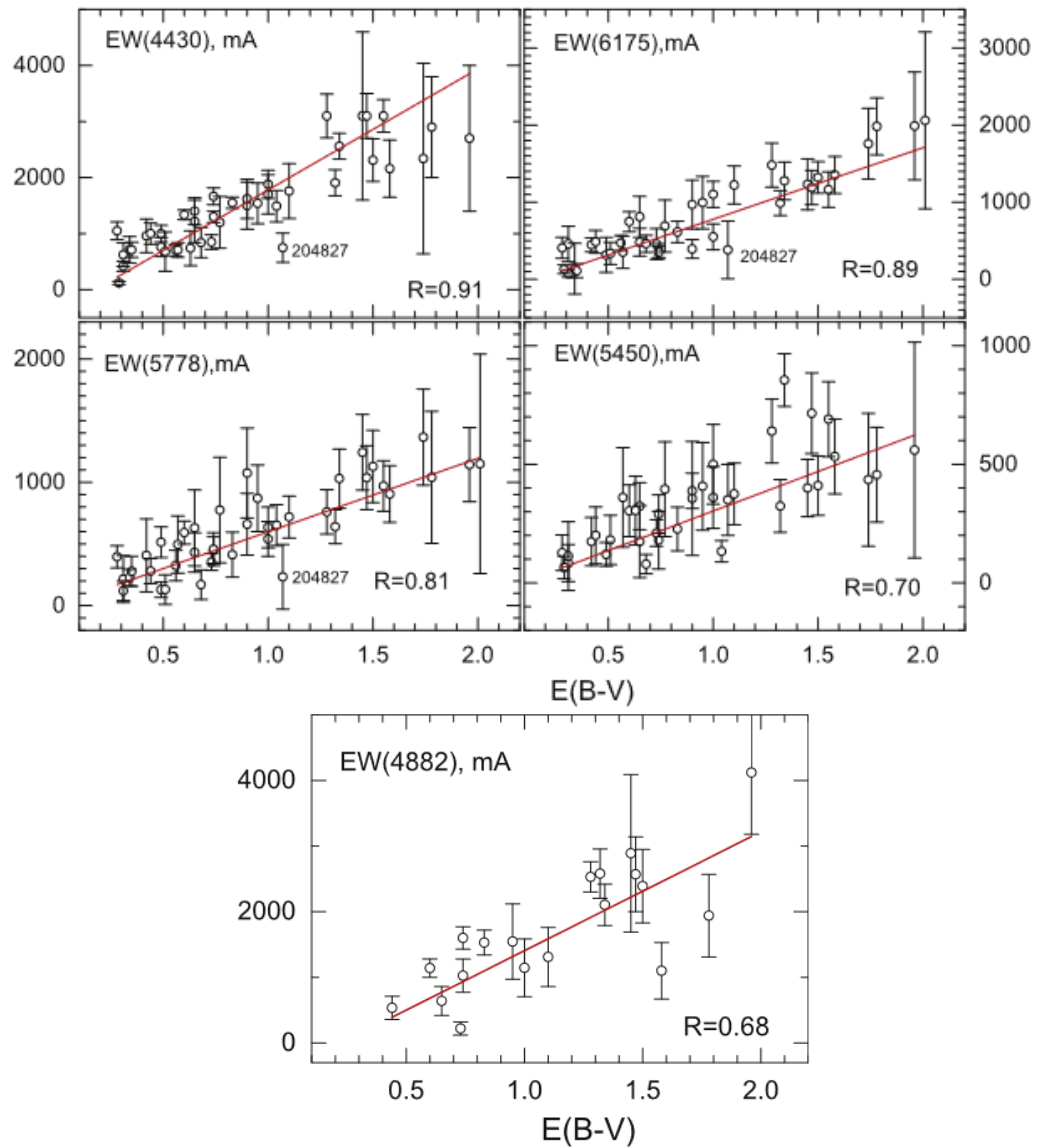 EW(4430), mA
4000
2000
0
204827
R=0.91
EW(6175),mA
3000
2000
1000
0
204827
R=0.89
EW(5778),mA
2000
1000
0
204827
R=0.81
EW(5450),mA
1000
500
0
R=0.70
0.5 1.0 1.5 2.0 0.5 1.0 1.5 2.0
E(B-V)
EW(4882), mA
4000
2000
0
R=0.68
0.5 1.0 1.5 2.0
E(B-V)